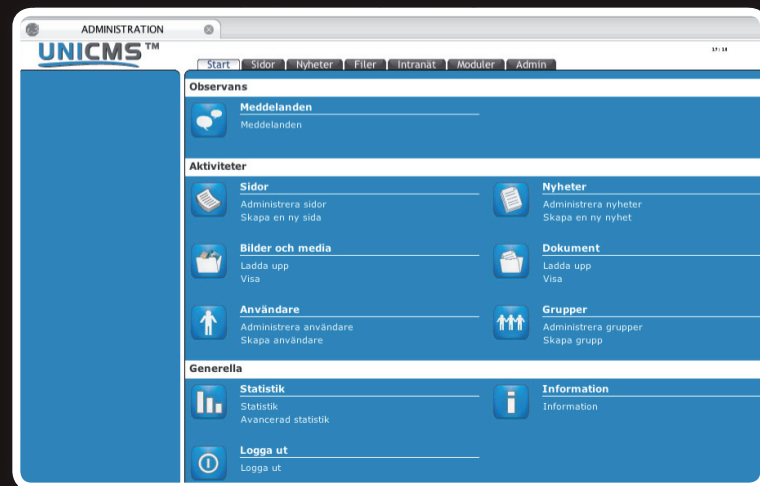 ADMINISTRATION
UNICMS™
Start Sidor Nyheter Filer Intranät Moduler Admin
Observans
Meddelanden
Meddelanden
Aktiviteter
Sidor
Administrera sidor
Skapa en ny sida
Nyheter
Administrera nyheter
Skapa en ny nyhet
Bilder och media
Ladda upp
Visa
Dokument
Ladda upp
Visa
Användare
Administrera användare
Skapa användare
Grupper
Administrera grupper
Skapa grupp
Generella
Statistik
Statistik
Avancerad statistik
Information
Information
Logga ut
Logga ut